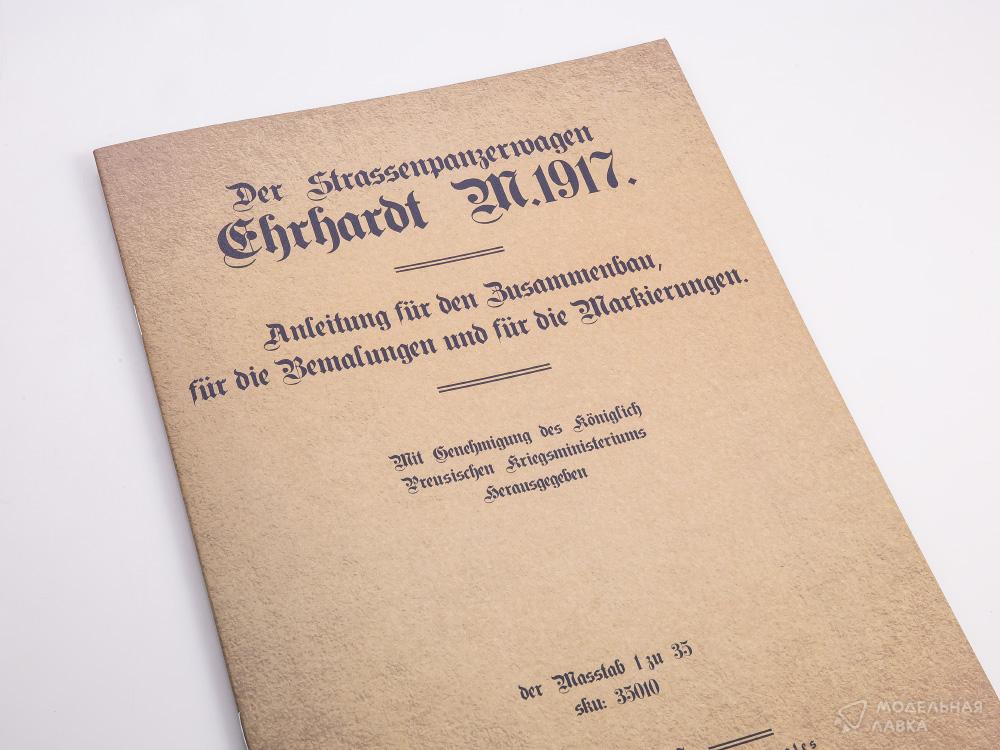 Der Strassenpanzerwagen
Ehrhardt M.1917.
Anleitung für den Zusammenbau,
für die Bemalungen und für die Markierungen.
Mit Genehmigung des Königlich
Preusischen Kriegsministeriums
Herausgegeben
der Masstab 1 zu 35
sku: 35010
МОДЕЛЬНАЯ
ЛАВКА